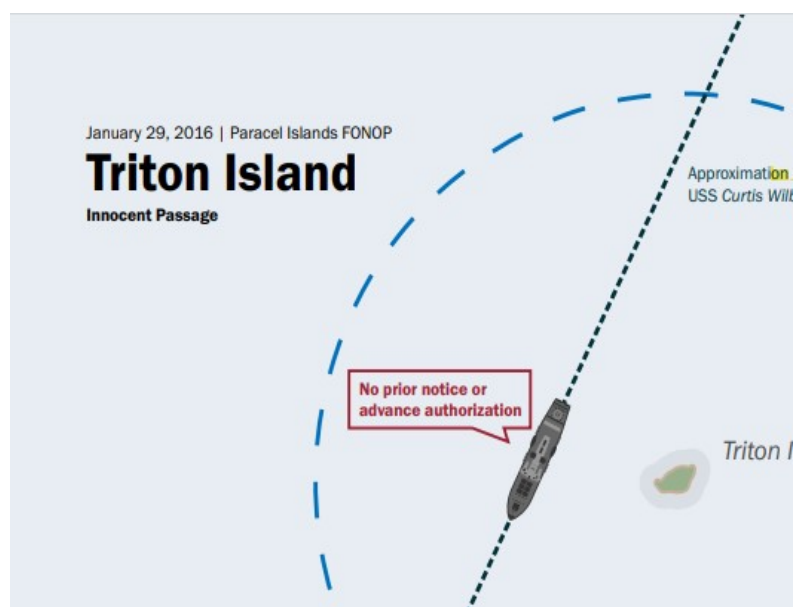 January 29, 2016 | Paracel Islands FONOP
Triton Island
Innocent Passage
Approximation
USS Curtis Wilb
No prior notice or
advance authorization
Triton I